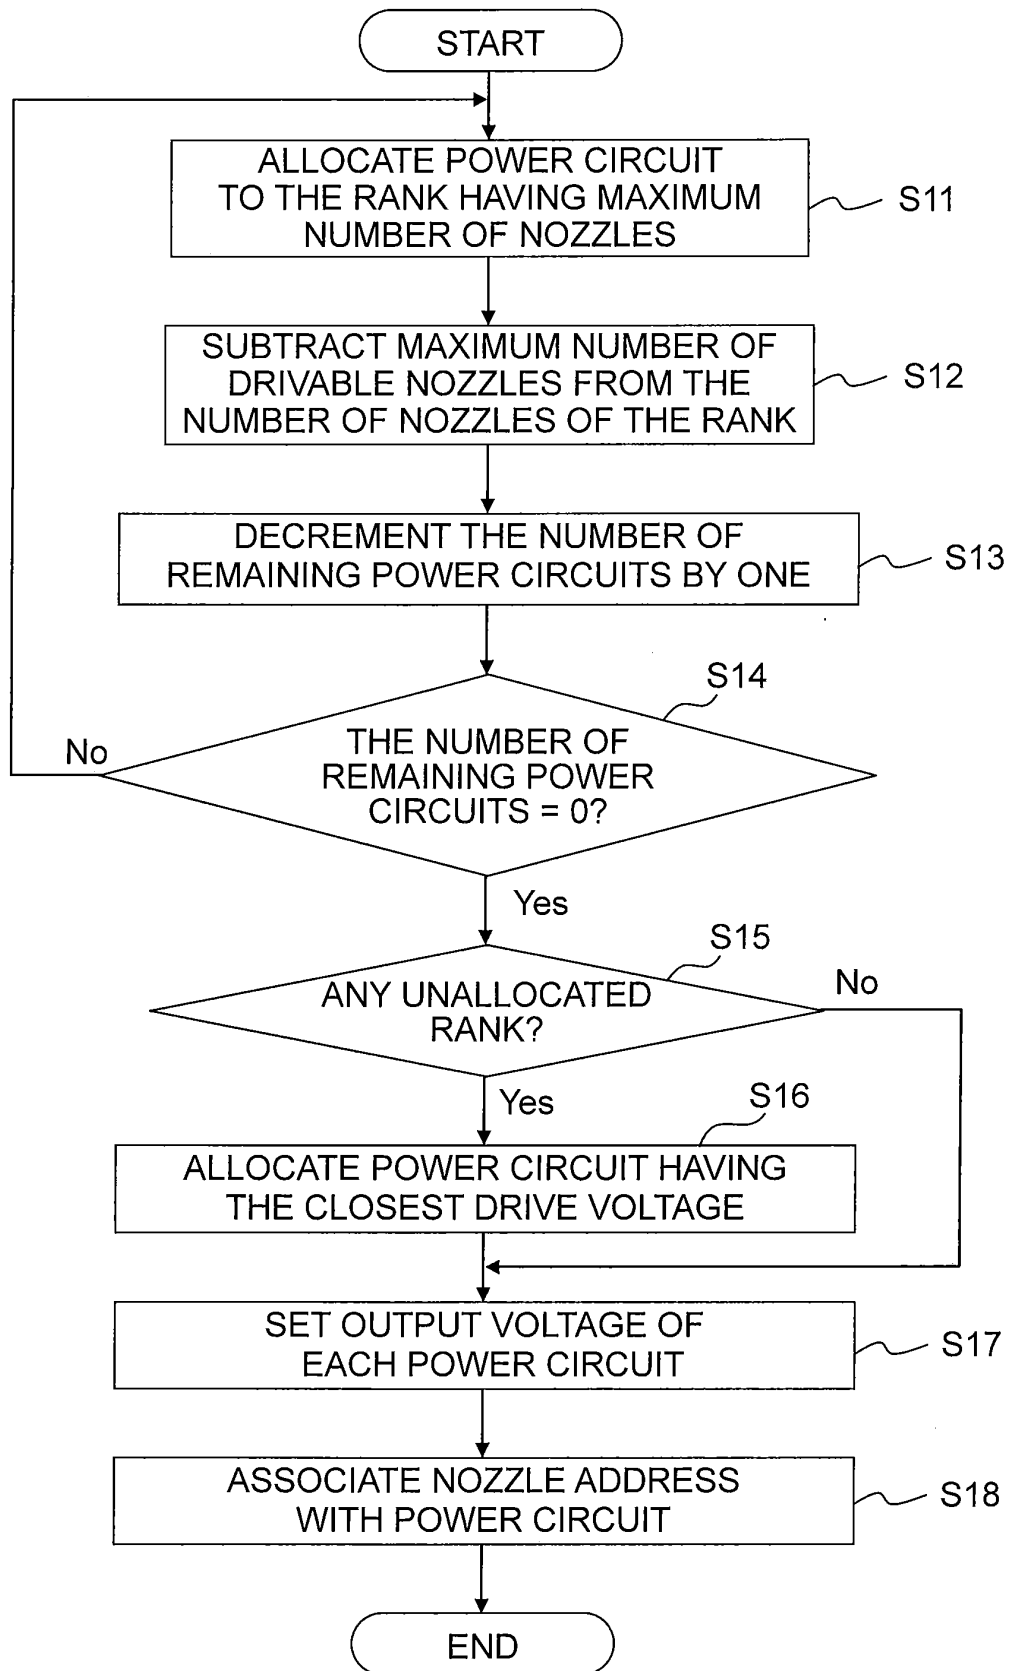 START
ALLOCATE POWER CIRCUIT
TO THE RANK HAVING MAXIMUM
NUMBER OF NOZZLES
S11
SUBTRACT MAXIMUM NUMBER OF
DRIVABLE NOZZLES FROM THE
NUMBER OF NOZZLES OF THE RANK
S12
DECREMENT THE NUMBER OF
REMAINING POWER CIRCUITS BY ONE
S13
S14
No
THE NUMBER OF
REMAINING POWER
CIRCUITS = 0?
Yes
S15
No
ANY UNALLOCATED
RANK?
Yes
S16
ALLOCATE POWER CIRCUIT HAVING
THE CLOSEST DRIVE VOLTAGE
SET OUTPUT VOLTAGE OF
EACH POWER CIRCUIT
S17
ASSOCIATE NOZZLE ADDRESS
WITH POWER CIRCUIT
S18
END